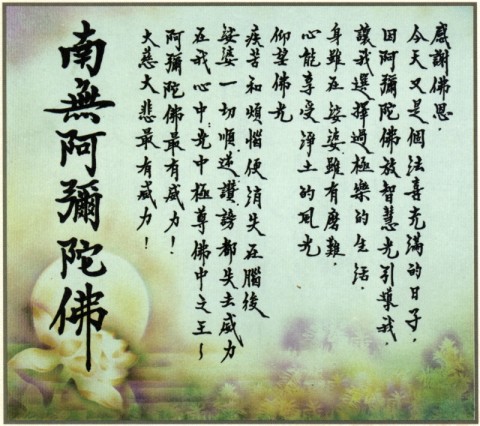 感謝佛恩.
今天又是個法喜充滿的日子,
因阿彌陀佛放智慧光引導我,
讓我選擇過極樂的生活.
身雖在娑婆,雖有磨難.
心能享受淨土的風光
仰望佛光
疾苦和煩惱便消失在腦後
娑婆一切順逆讚謗都失去威力
在我心中,光中極尊佛中之王~
阿彌陀佛最有威力!
大慈大悲最有威力!
南無阿彌陀佛